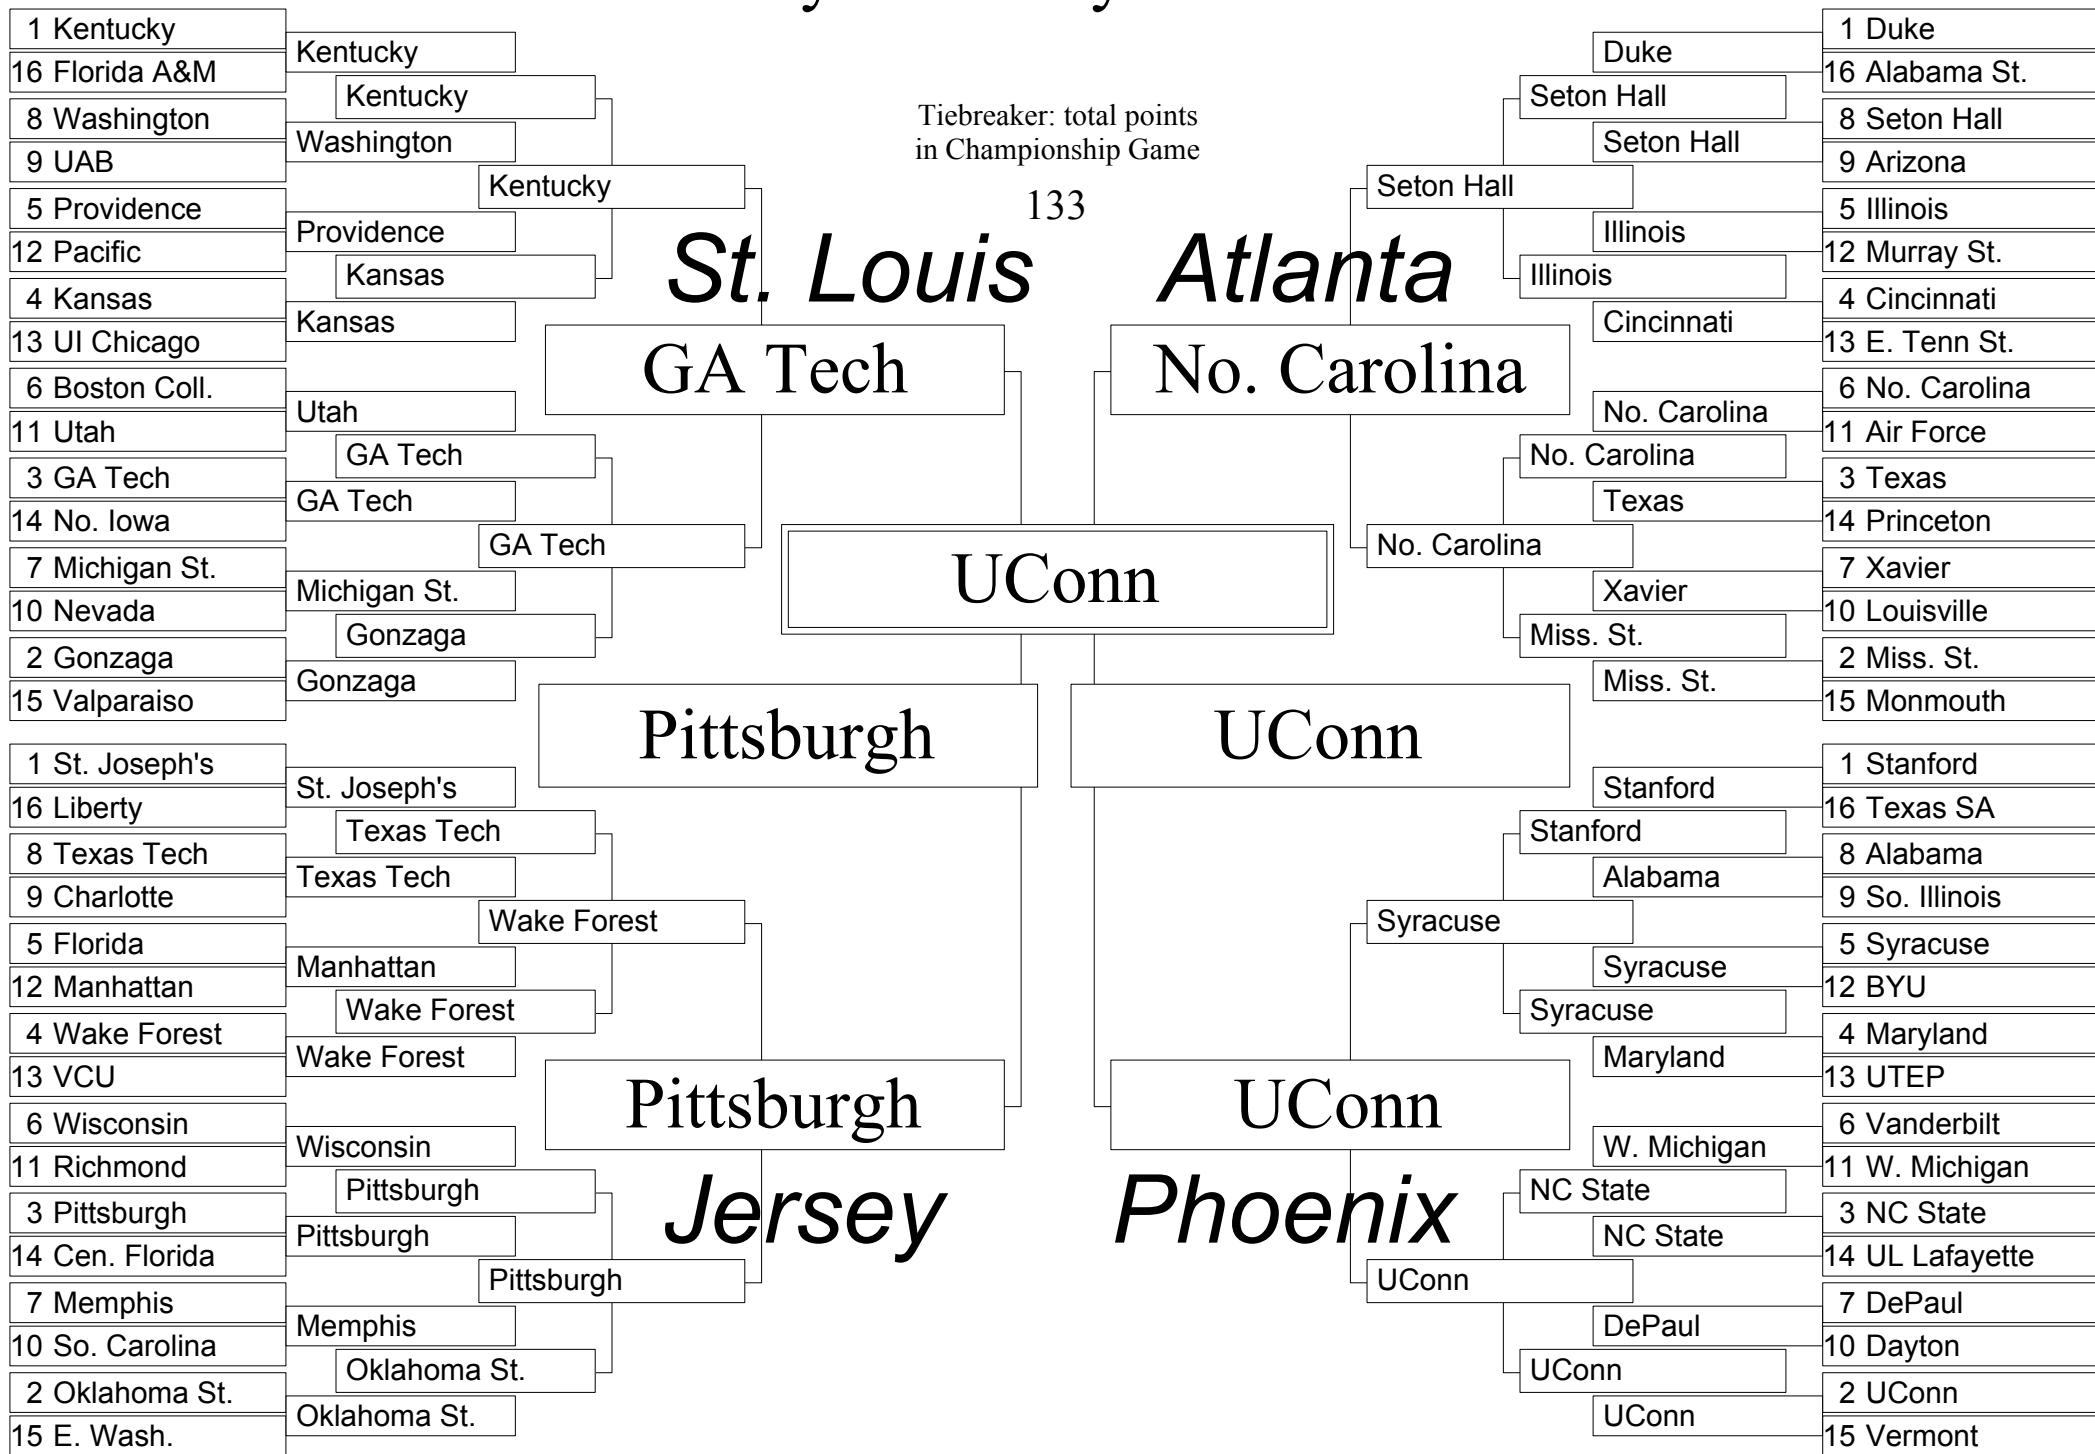 1 Kentucky
16 Florida A&M
8 Washington
9 UAB
5 Providence
12 Pacific
4 Kansas
13 UI Chicago
6 Boston Coll.
11 Utah
3 GA Tech
14 No. Iowa
7 Michigan St.
10 Nevada
2 Gonzaga
15 Valparaiso
Kentucky
Washington
Providence
Kansas
Utah
GA Tech
Michigan St.
Gonzaga
Kentucky
Kansas
GA Tech
Gonzaga
Kentucky
GA Tech
St. Louis
GA Tech
1 St. Joseph's
16 Liberty
8 Texas Tech
9 Charlotte
5 Florida
12 Manhattan
4 Wake Forest
13 VCU
6 Wisconsin
11 Richmond
3 Pittsburgh
14 Cen. Florida
7 Memphis
10 So. Carolina
2 Oklahoma St.
15 E. Wash.
St. Joseph's
Texas Tech
Manhattan
Wake Forest
Wisconsin
Pittsburgh
Memphis
Oklahoma St.
Texas Tech
Wake Forest
Pittsburgh
Oklahoma St.
Wake Forest
Pittsburgh
Pittsburgh
Jersey
Tiebreaker: total points
in Championship Game
133
UConn
Pittsburgh
UConn
Atlanta
No. Carolina
Seton Hall
No. Carolina
Seton Hall
Illinois
No. Carolina
Miss. St.
Duke
Seton Hall
Illinois
Cincinnati
No. Carolina
Texas
Xavier
Miss. St.
1 Duke
16 Alabama St.
8 Seton Hall
9 Arizona
5 Illinois
12 Murray St.
4 Cincinnati
13 E. Tenn St.
6 No. Carolina
11 Air Force
3 Texas
14 Princeton
7 Xavier
10 Louisville
2 Miss. St.
15 Monmouth
UConn
Phoenix
Syracuse
UConn
Stanford
Syracuse
NC State
UConn
Stanford
Alabama
Syracuse
Maryland
W. Michigan
NC State
DePaul
UConn
1 Stanford
16 Texas SA
8 Alabama
9 So. Illinois
5 Syracuse
12 BYU
4 Maryland
13 UTEP
6 Vanderbilt
11 W. Michigan
3 NC State
14 UL Lafayette
7 DePaul
10 Dayton
2 UConn
15 Vermont